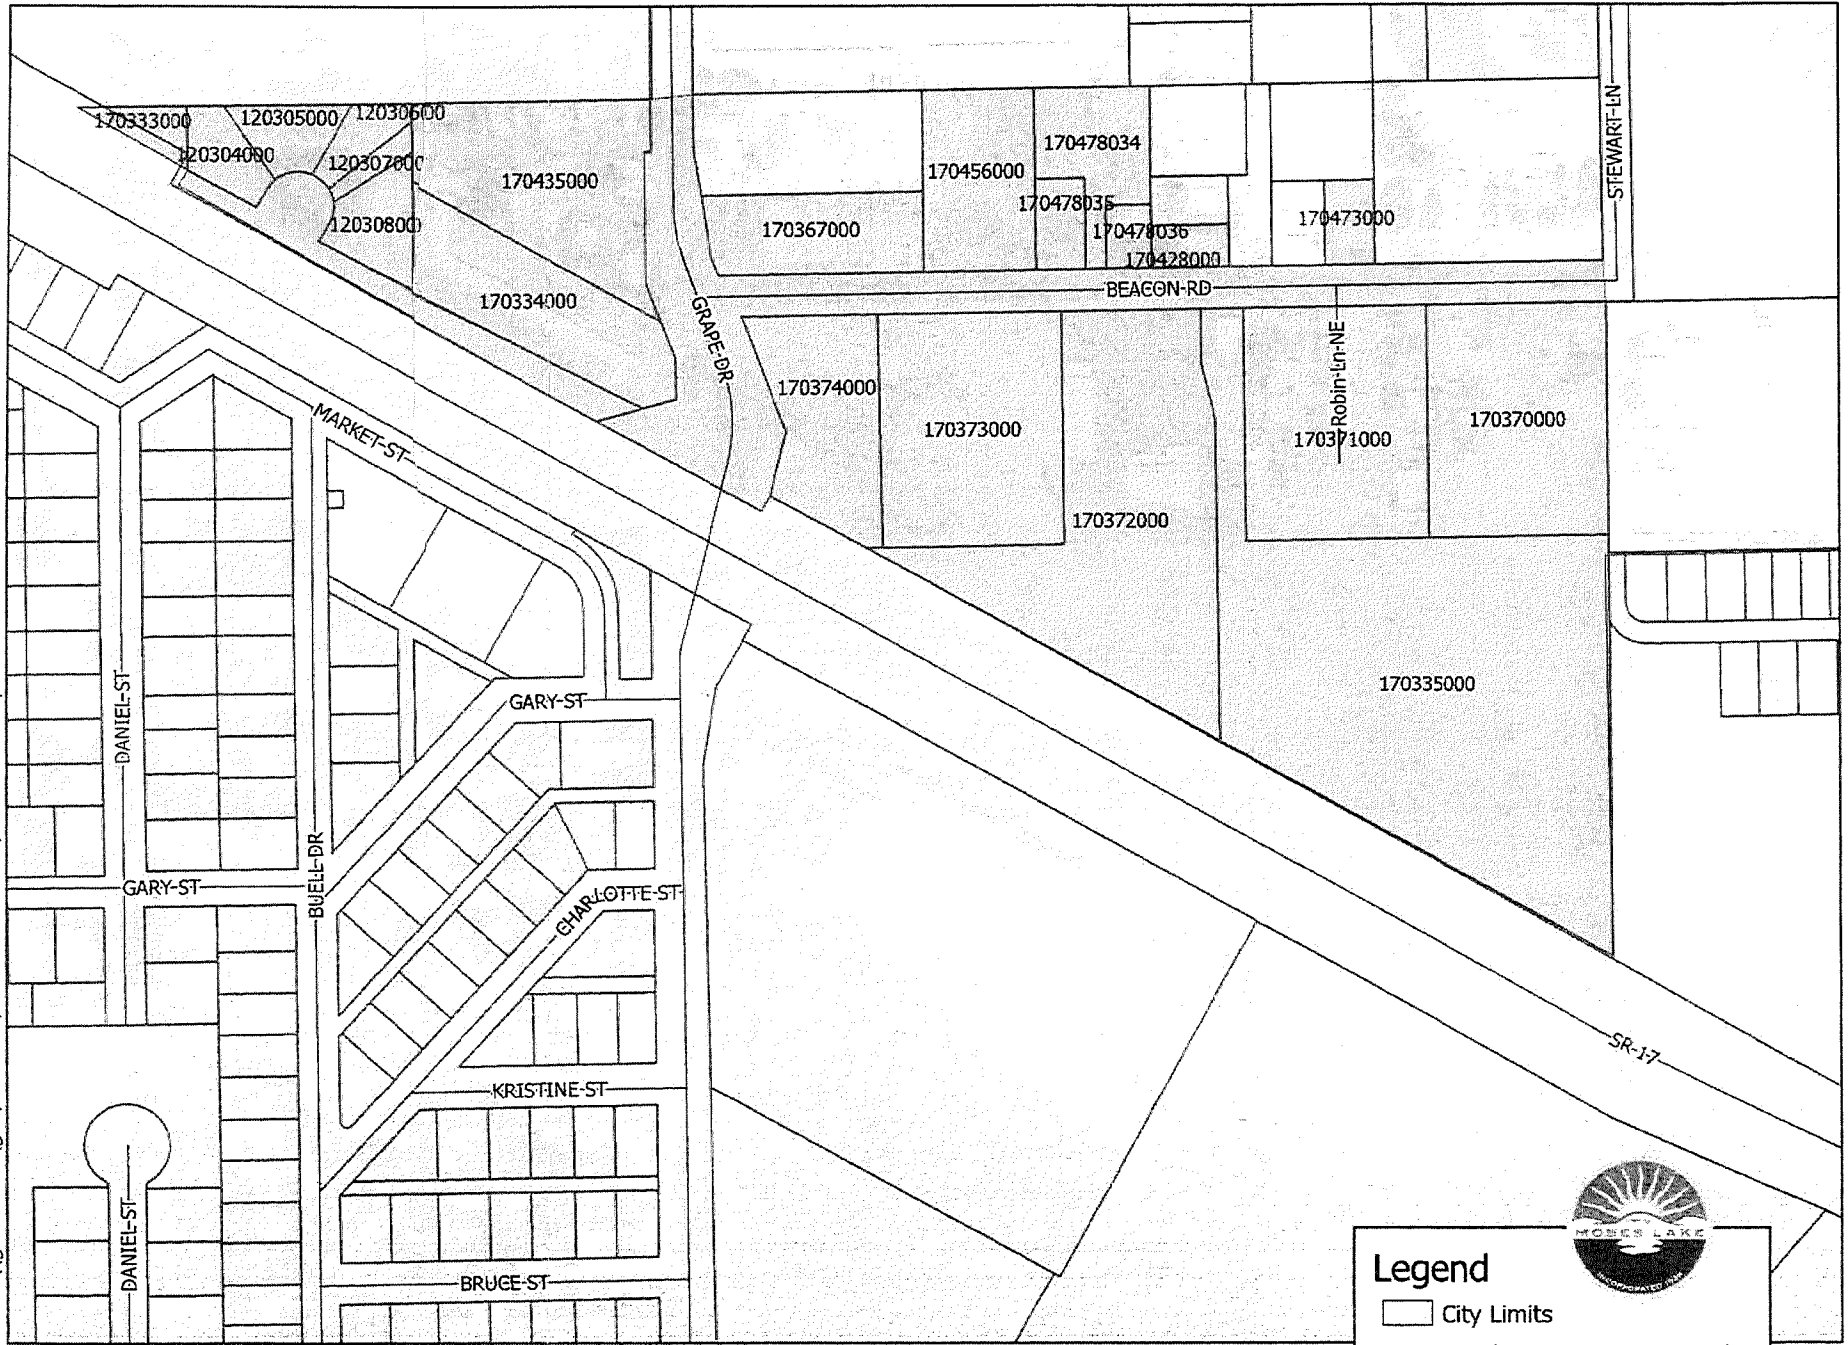 170333000
120305000
120306000
120304000
120307000
170435000
120308000
170334000
170478034
170456000
170478035
170367000
170478036
170428000
170473000
STEWART-LN
BEACON-RD
GRAPE-DR
Robin-Ln-NE
170374000
170373000
170371000
170370000
170372000
170335000
MARKET-ST
DANIEL-ST
GARY-ST
GARY-ST
BUELL-DR
CHARLOTTE-ST
KRISTINE-ST
DANIEL-ST
BRUCE-ST
SR-17
MOSES LAKE
Legend
City Limits